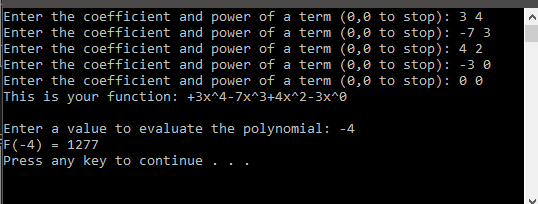 Enter the coefficient and power of a term (0,0 to stop): 3 4
Enter the coefficient and power of a term (0,0 to stop): -7 3
Enter the coefficient and power of a term (0,0 to stop): 4 2
Enter the coefficient and power of a term (0,0 to stop): -3 0
Enter the coefficient and power of a term (0,0 to stop): 0 0
This is your function: +3x^4-7x^3+4x^2-3x^0
Enter a value to evaluate the polynomial: -4
F(-4) = 1277
Press any key to continue . . .